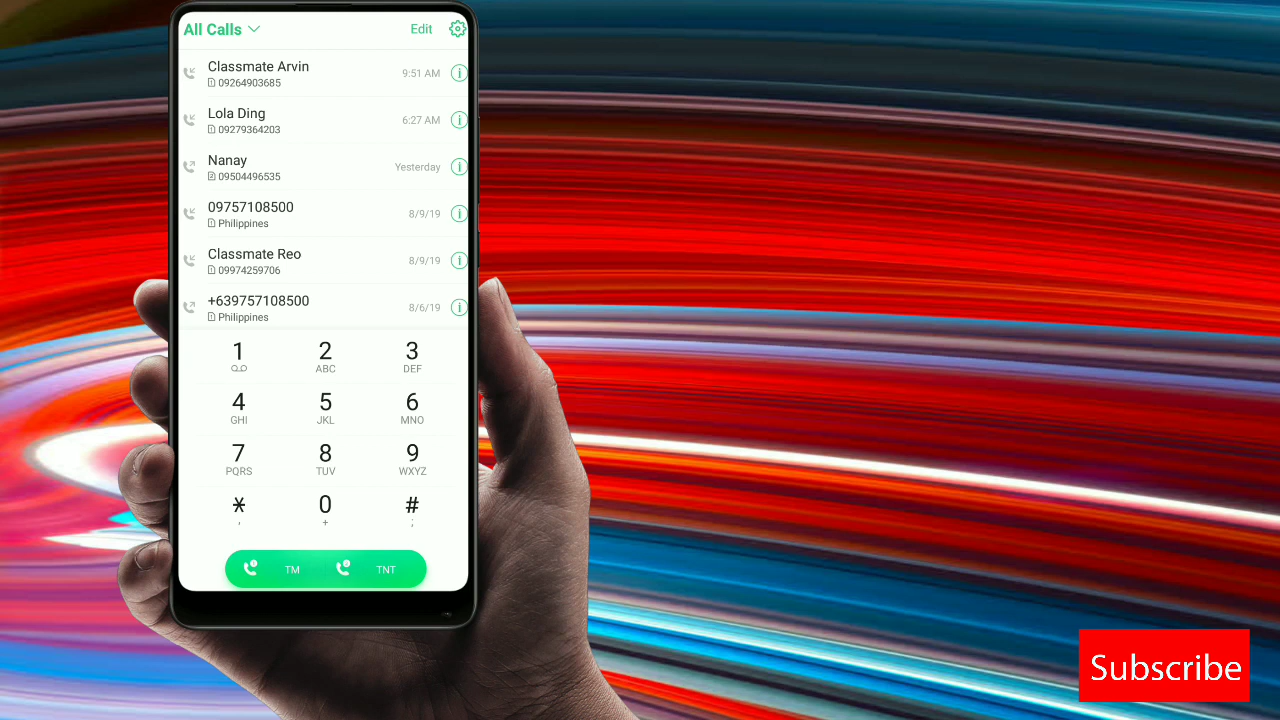 All Calls
Edit
Classmate Arvin
09264903685
9:51 AM
Lola Ding
09279364203
6:27 AM
Nanay
09504496535
Yesterday
09757108500
Philippines
8/9/19
Classmate Reo
09974259706
8/9/19
+639757108500
Philippines
8/6/19
1 2 3
ABC DEF
4 5 6
GHI JKL MNO
7 8 9
PQRS TUV WXYZ
* 0 #
, + ;
TM TNT
Subscribe